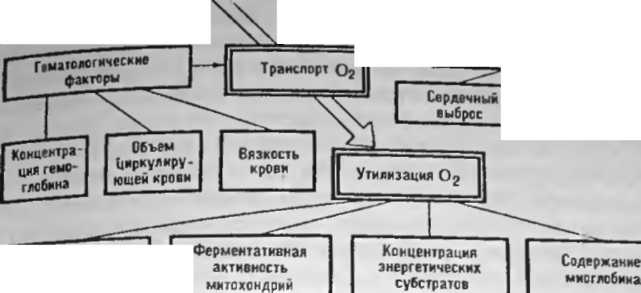 Гематологические
факторы
Транспорт O₂
Сердечный
выброс
Концентра-
ция гемо-
глобина
Объем
циркулиру-
ющей крови
Вязкость
крови
Утилизация O₂
Ферментативная
активность
митохондрий
Концентрация
энергетических
субстратов
Содержание
миоглобина